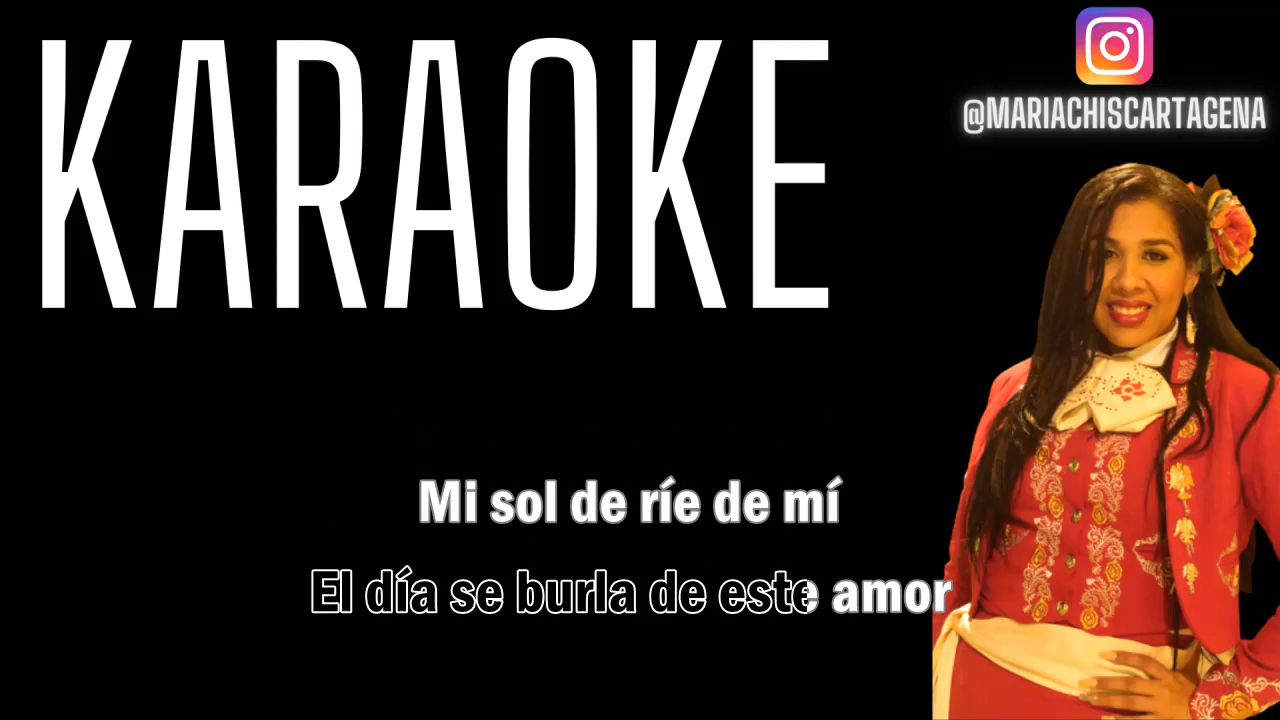 KARAOKE
@MARIACHISCARTAGENA
Mi sol de ríe de mí
El día se burla de este amor